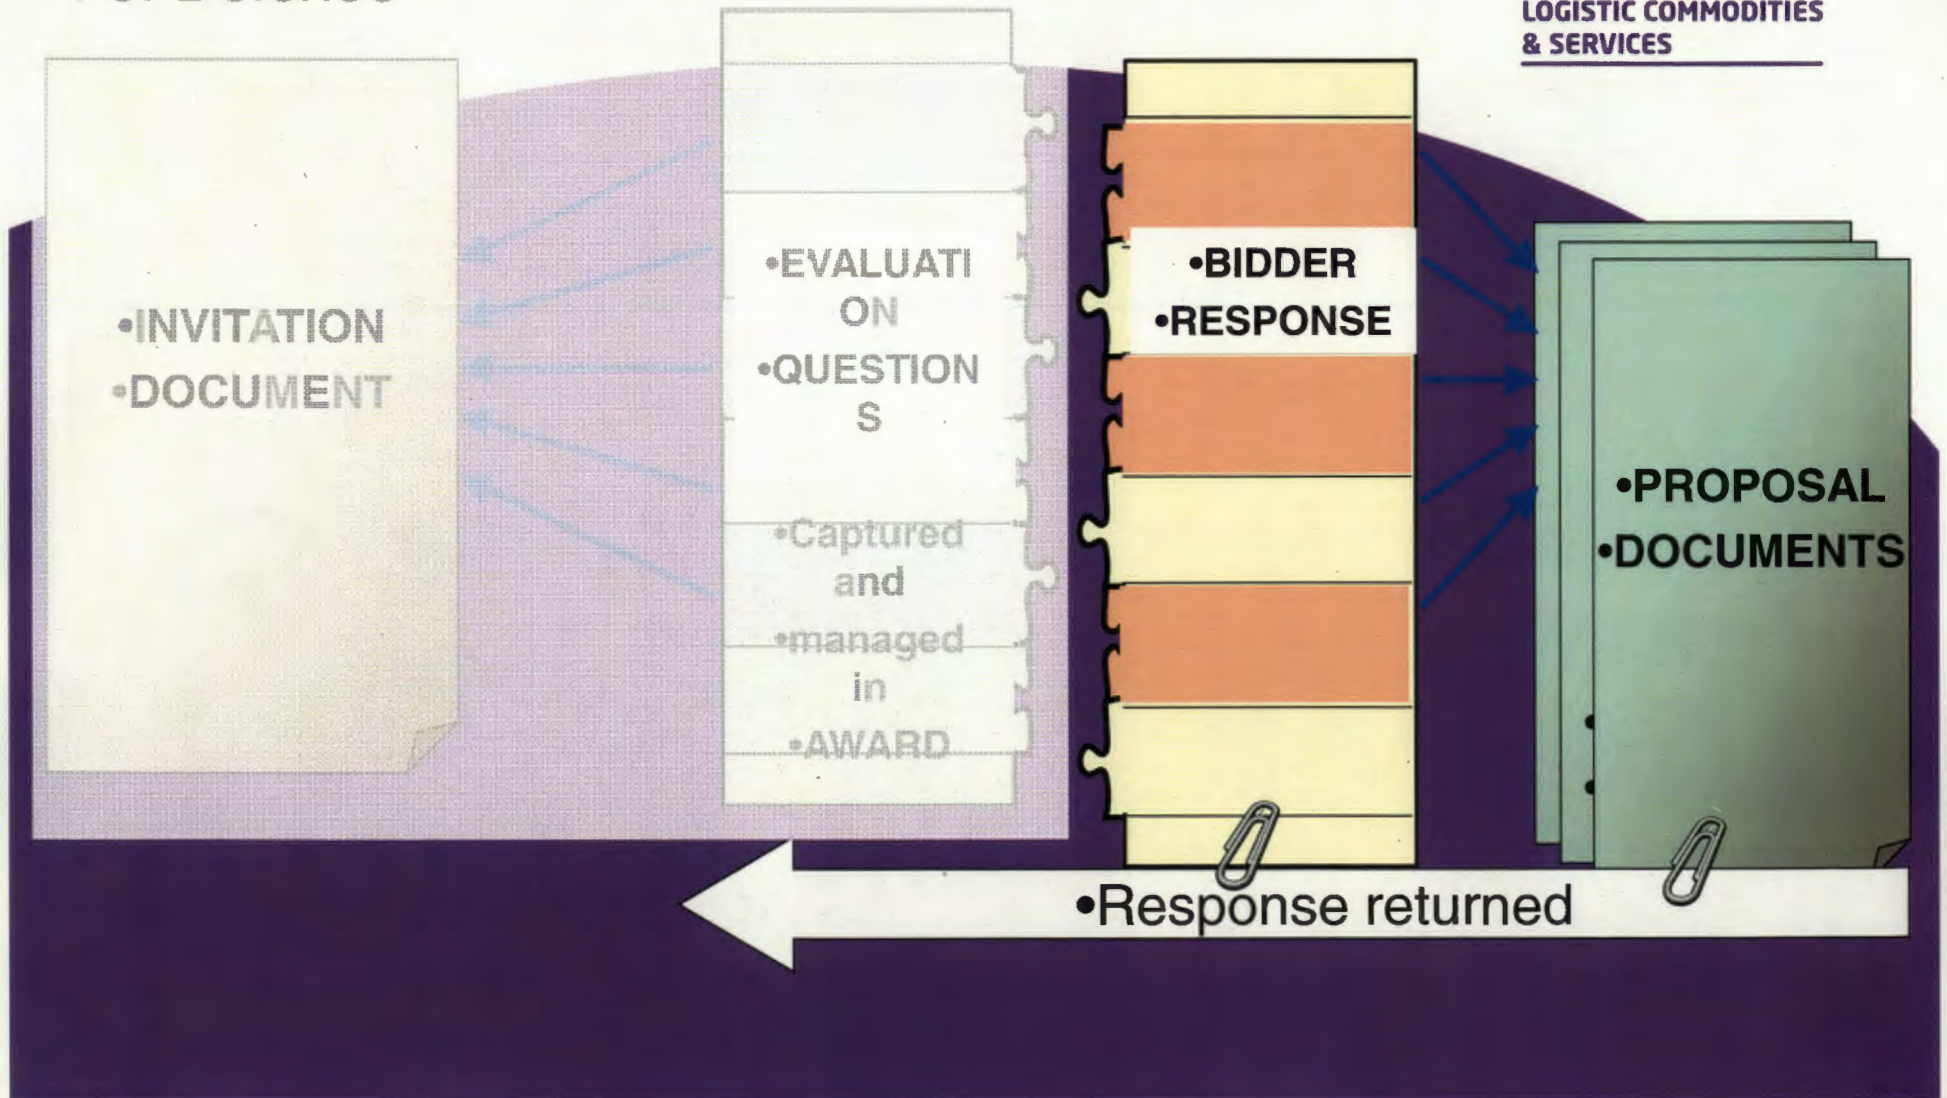 LOGISTIC COMMODITIES
& SERVICES
•INVITATION
•DOCUMENT
•EVALUATI
ON
•QUESTION
S
•Captured
and
•managed
in
•AWARD
•BIDDER
•RESPONSE
•PROPOSAL
•DOCUMENTS
•Response returned